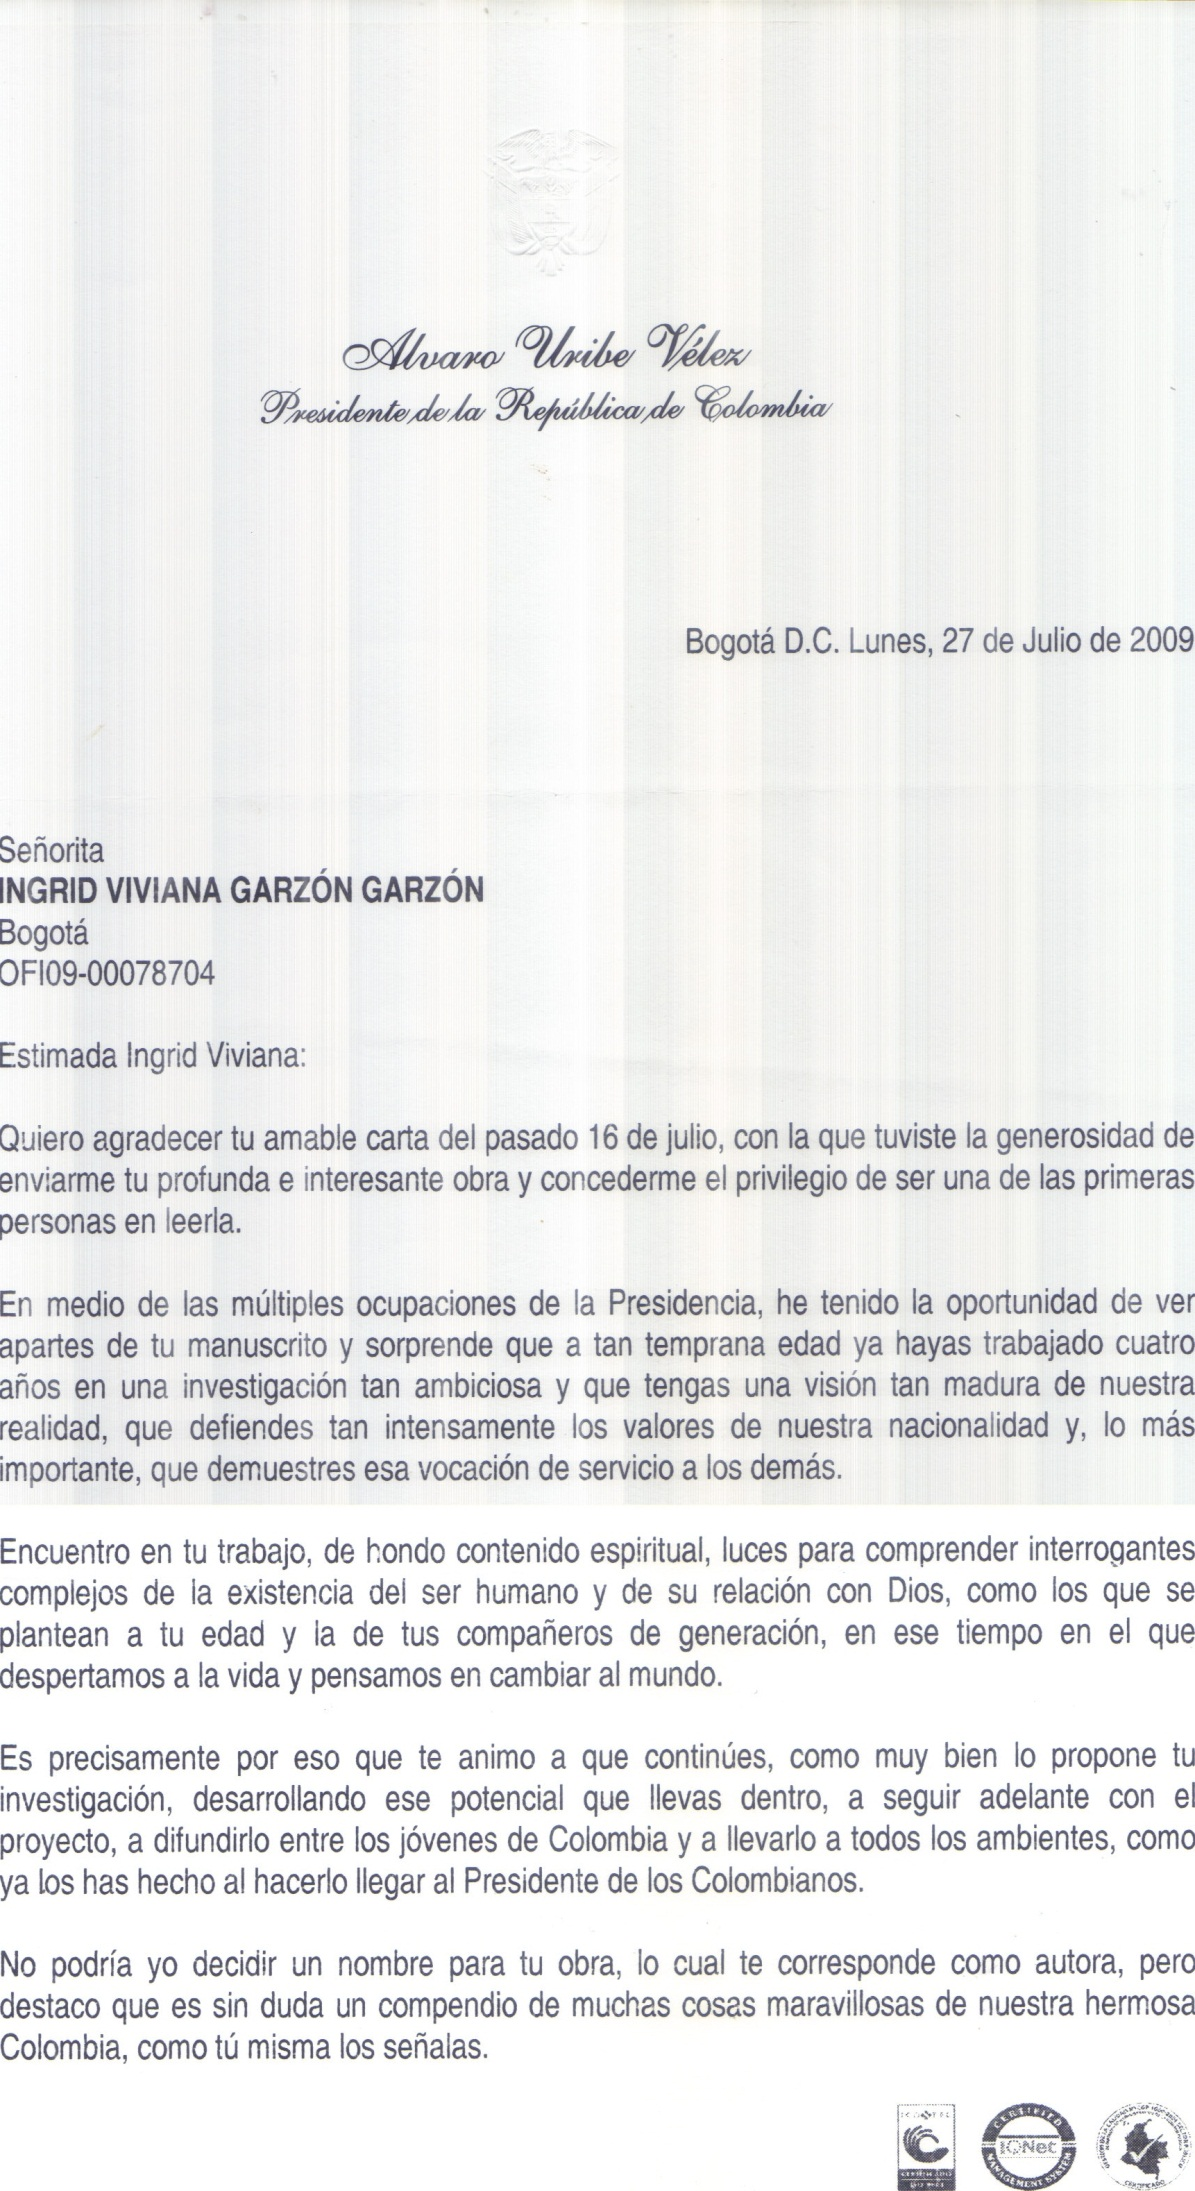 Alvaro Uribe Vélez
Presidente de la República de Colombia
Bogotá D.C. Lunes, 27 de Julio de 2009
Señorita
INGRID VIVIANA GARZÓN GARZÓN
Bogotá
OFI09-00078704
Estimada Ingrid Viviana:
Quiero agradecer tu amable carta del pasado 16 de julio, con la que tuviste la generosidad de
enviarme tu profunda e interesante obra y concederme el privilegio de ser una de las primeras
personas en leerla.
En medio de las múltiples ocupaciones de la Presidencia, he tenido la oportunidad de ver
apartes de tu manuscrito y sorprende que a tan temprana edad ya hayas trabajado cuatro
años en una investigación tan ambiciosa y que tengas una visión tan madura de nuestra
realidad, que defiendes tan intensamente los valores de nuestra nacionalidad y, lo más
importante, que demuestres esa vocación de servicio a los demás.
Encuentro en tu trabajo, de hondo contenido espiritual, luces para comprender interrogantes
complejos de la existencia del ser humano y de su relación con Dios, como los que se
plantean a tu edad y la de tus compañeros de generación, en ese tiempo en el que
despertamos a la vida y pensamos en cambiar al mundo.
Es precisamente por eso que te animo a que continúes, como muy bien lo propone tu
investigación, desarrollando ese potencial que llevas dentro, a seguir adelante con el
proyecto, a difundirlo entre los jóvenes de Colombia y a llevarlo a todos los ambientes, como
ya los has hecho al hacerlo llegar al Presidente de los Colombianos.
No podría yo decidir un nombre para tu obra, lo cual te corresponde como autora, pero
destaco que es sin duda un compendio de muchas cosas maravillosas de nuestra hermosa
Colombia, como tú misma los señalas.
CERTIFIED
IQNet
MANAGEMENT SYSTEM
CERTIFICADO